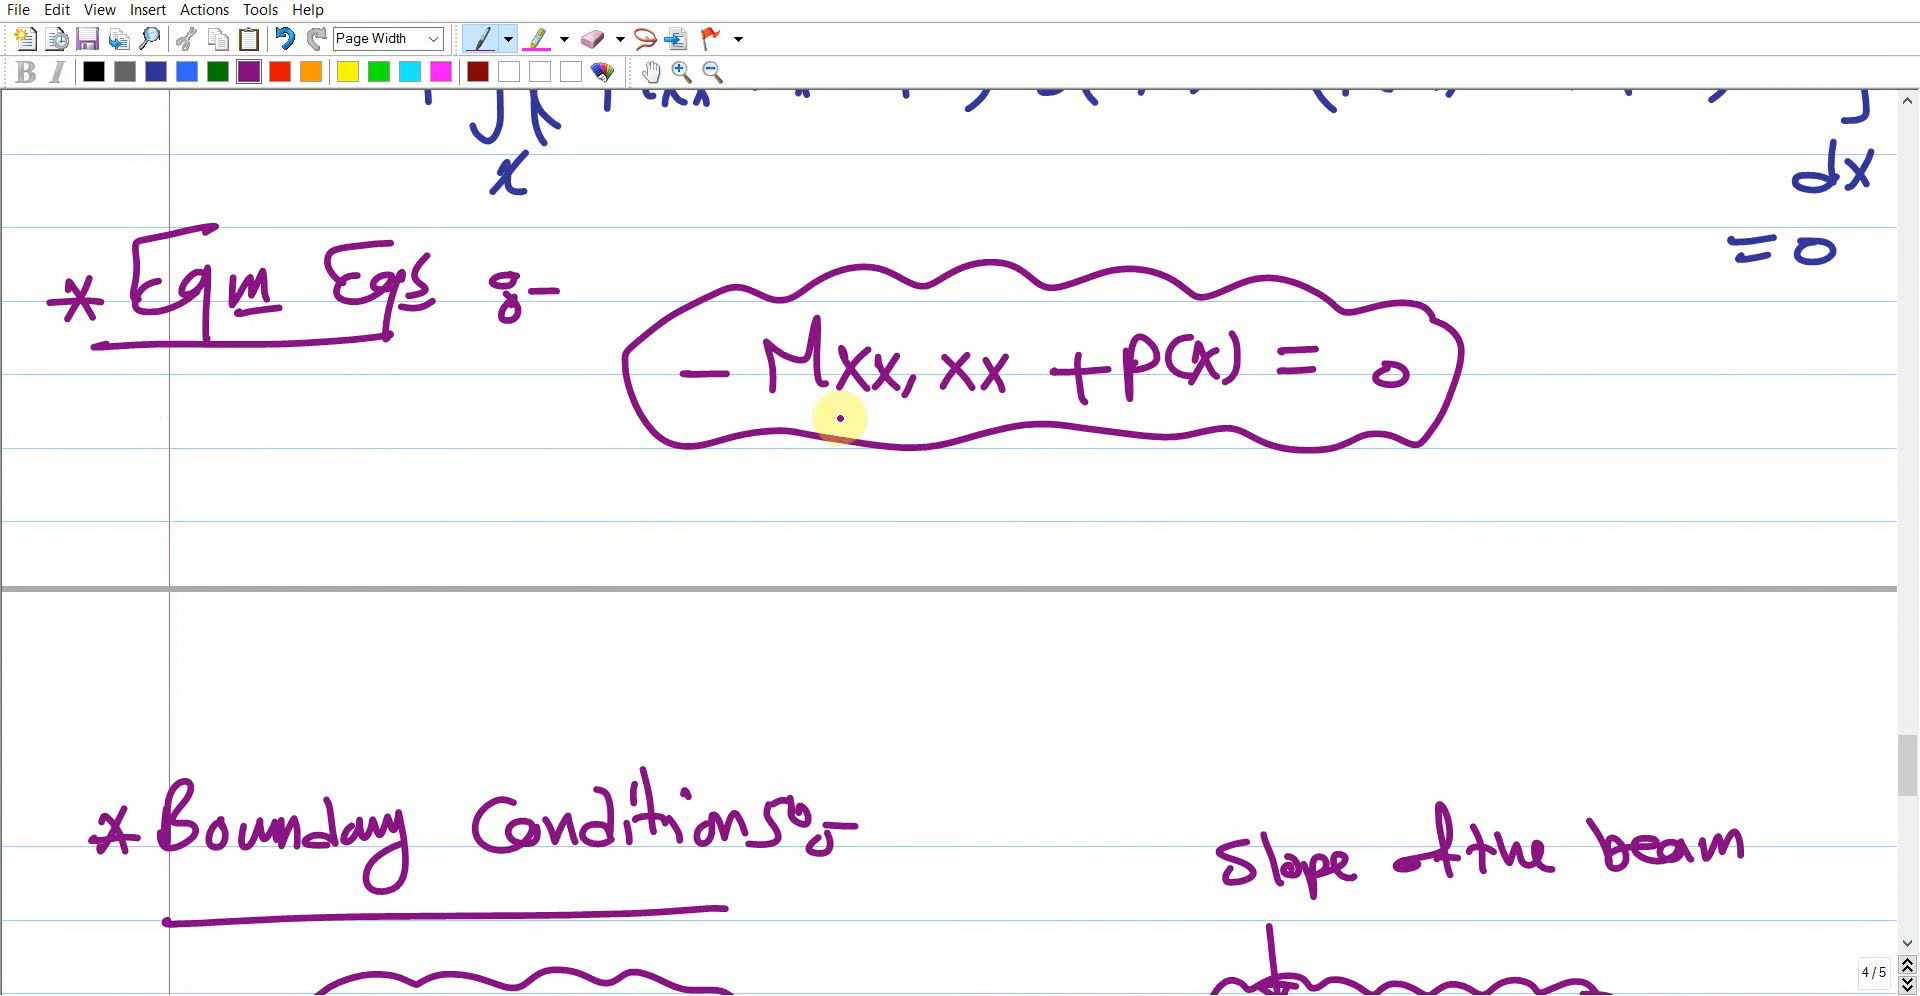 File Edit View Insert Actions Tools Help
Page Width
B I
x
dx
= 0
* Eqm Eqs :-
- Mxx, xx + P(x) = 0
* Boundary Conditions :-
slope of the beam
4 / 5